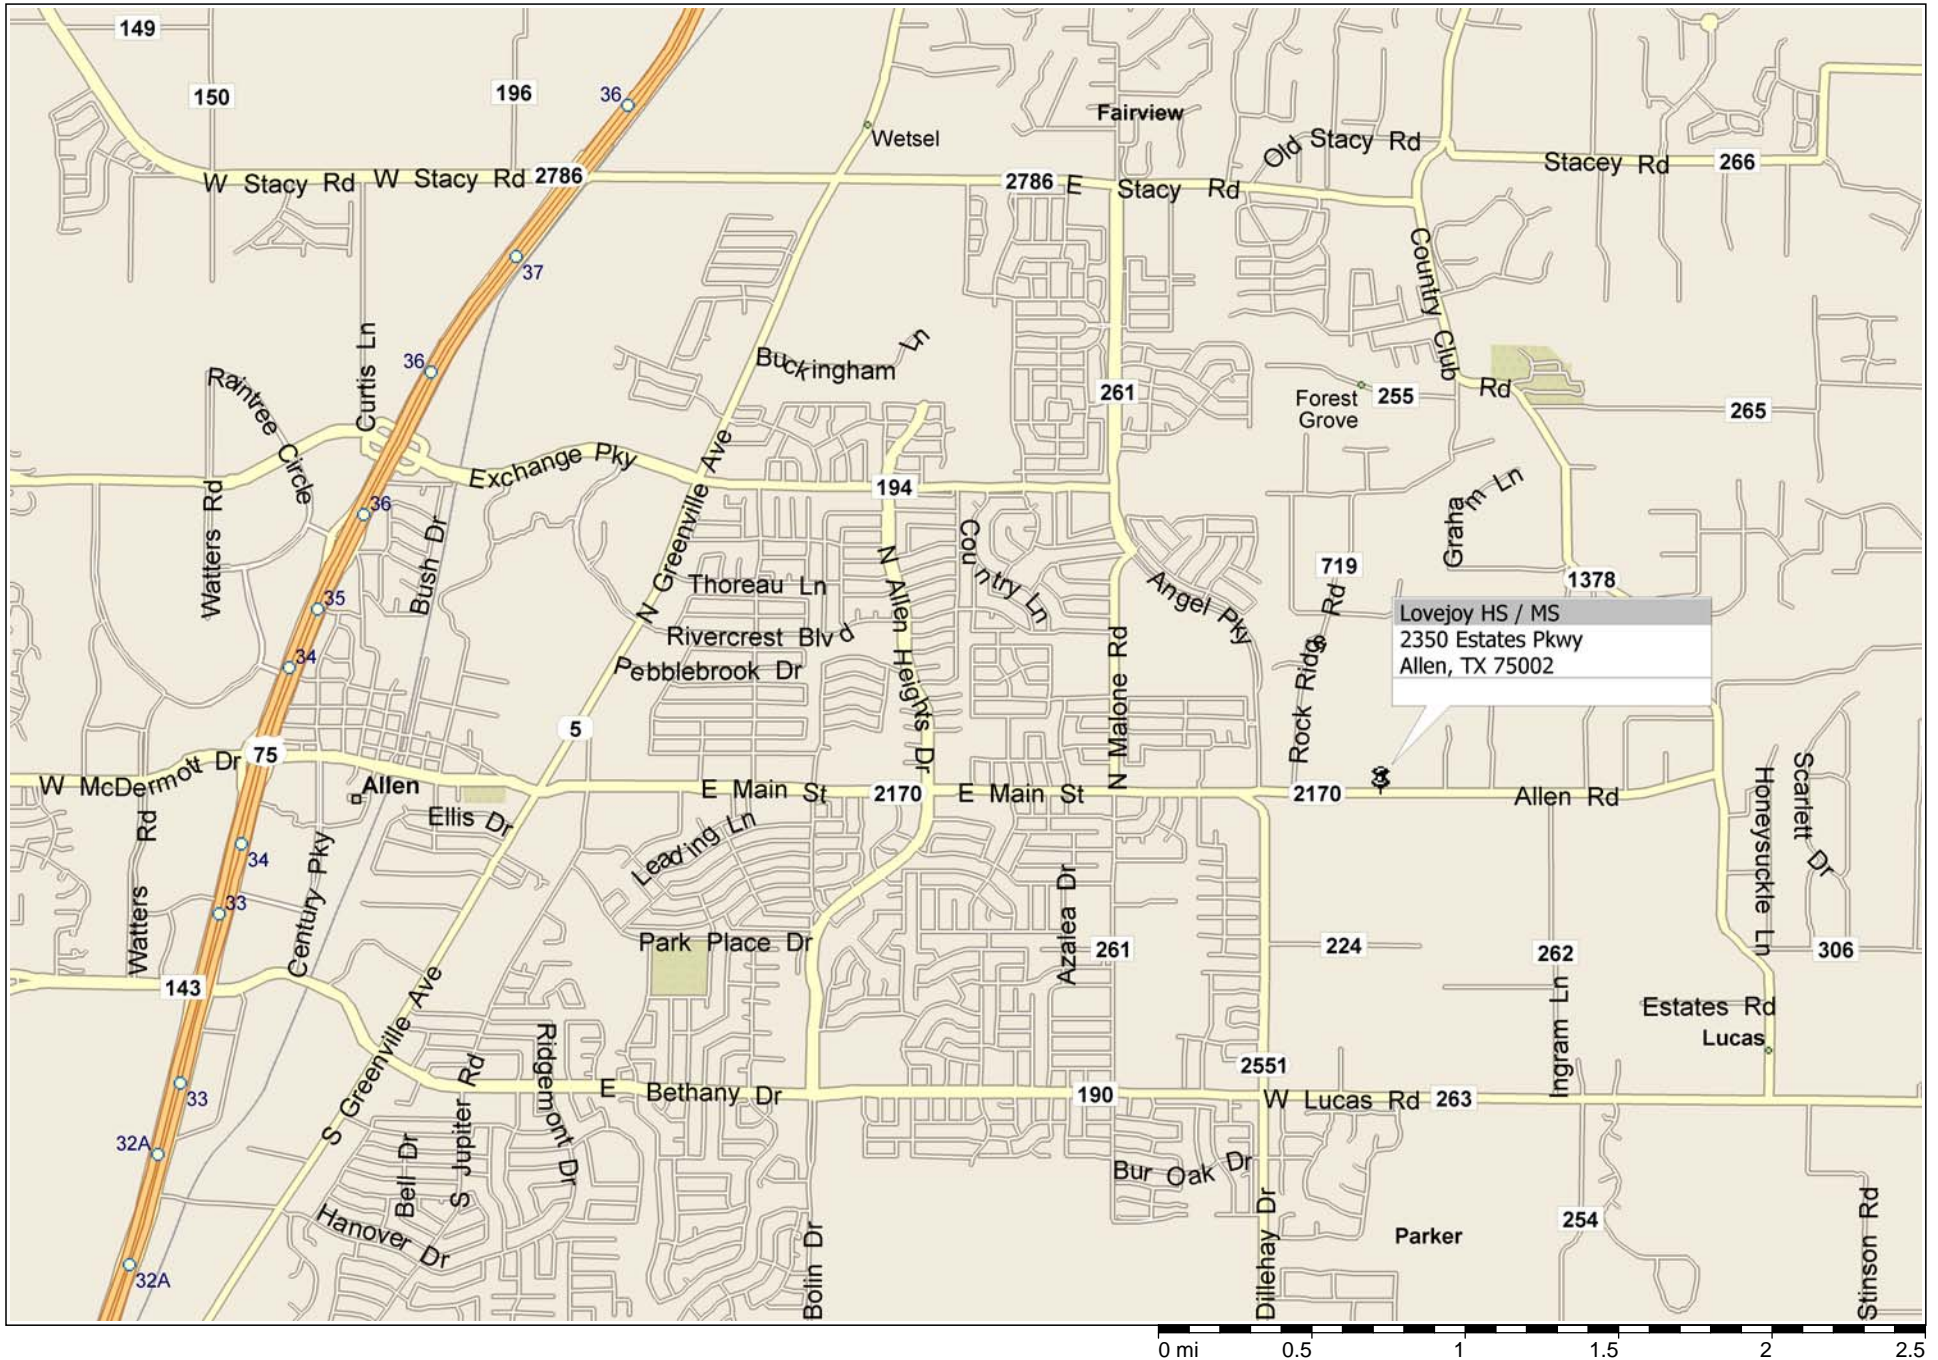 149
150
196
36
Fairview
Wetsel
Old Stacy Rd
W Stacy Rd
W Stacy Rd
2786
2786
E Stacy Rd
Stacey Rd
266
37
Country Club Rd
Curtis Ln
36
Buckingham Ln
Raintree Circle
261
Forest
Grove
255
265
N Greenville Ave
Exchange Pky
194
Graham Ln
Watters Rd
36
Bush Dr
Country Ln
N Allen Heights Dr
719
1378
Thoreau Ln
Angel Pky
35
Rivercrest Blvd
Rock Ridge Rd
Lovejoy HS / MS
2350 Estates Pkwy
Allen, TX 75002
34
Pebblebrook Dr
N Malone Rd
5
75
W McDermott Dr
Allen
E Main St
2170
E Main St
2170
Allen Rd
Honeysuckle Ln
Scarlett Dr
Ellis Dr
Leading Ln
Watters Rd
34
Century Pky
33
Azalea Dr
Park Place Dr
261
224
262
306
143
S Greenville Ave
Ingram Ln
Estates Rd
Lucas
Ridgemont Dr
S Jupiter Rd
2551
33
E Bethany Dr
190
W Lucas Rd
263
32A
Bell Dr
Bur Oak Dr
Hanover Dr
Dillehay Dr
Parker
254
Stinson Rd
Bolin Dr
32A
0 mi 0.5 1 1.5 2 2.5